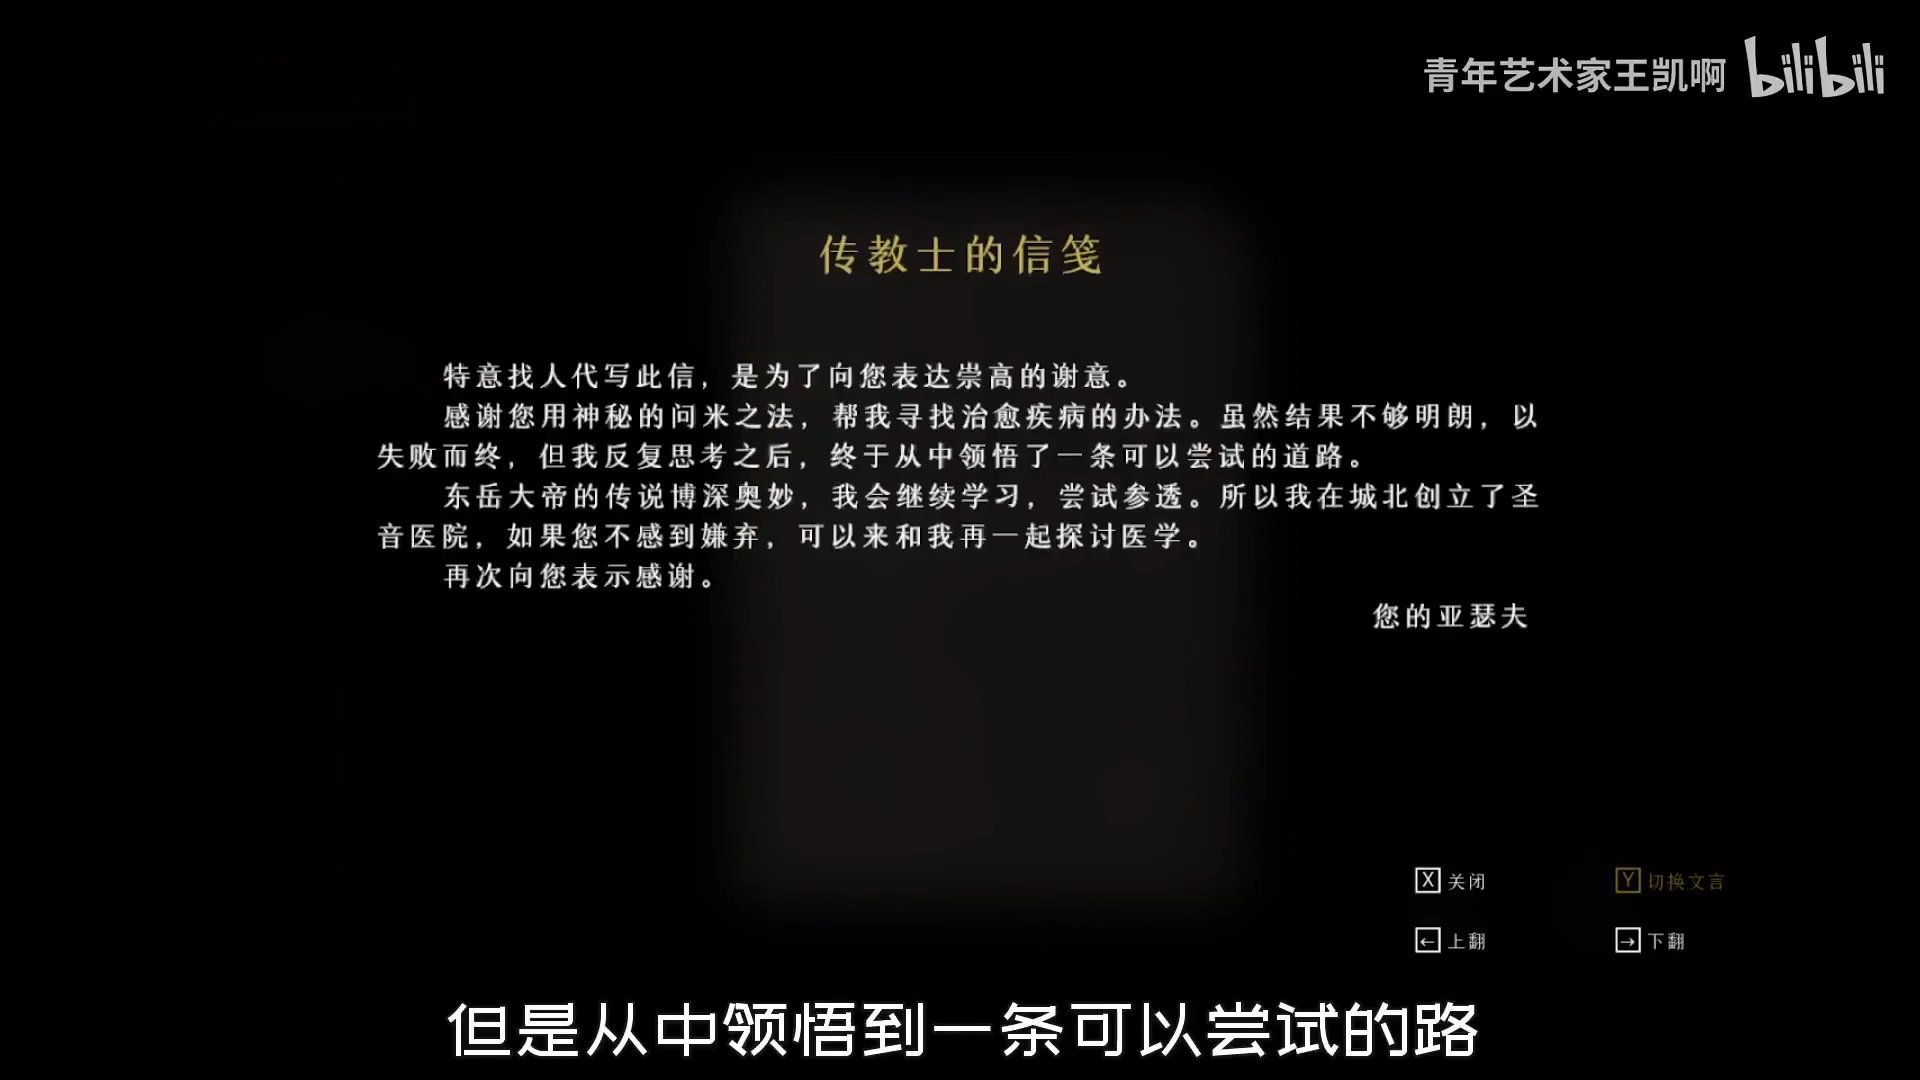 青年艺术家王凯啊 bilibili
传教士的信笺
特意找人代写此信，是为了向您表达崇高的谢意。
感谢您用神秘的问米之法，帮我寻找治愈疾病的办法。虽然结果不够明朗，以
失败而终，但我反复思考之后，终于从中领悟了一条可以尝试的道路。
东岳大帝的传说博深奥妙，我会继续学习，尝试参透。所以我在城北创立了圣
音医院，如果您不感到嫌弃，可以来和我再一起探讨医学。
再次向您表示感谢。
您的亚瑟夫
X 关闭 Y 切换文言
← 上翻 → 下翻
但是从中领悟到一条可以尝试的路